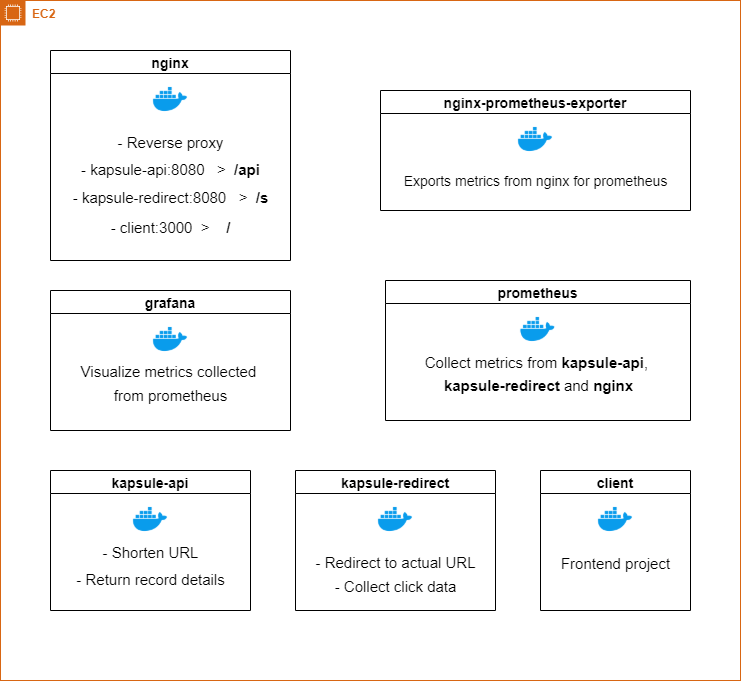 EC2
nginx
- Reverse proxy
- kapsule-api:8080 > /api
- kapsule-redirect:8080 > /s
- client:3000 > /
nginx-prometheus-exporter
Exports metrics from nginx for prometheus
grafana
Visualize metrics collected
from prometheus
prometheus
Collect metrics from kapsule-api,
kapsule-redirect and nginx
kapsule-api
- Shorten URL
- Return record details
kapsule-redirect
- Redirect to actual URL
- Collect click data
client
Frontend project